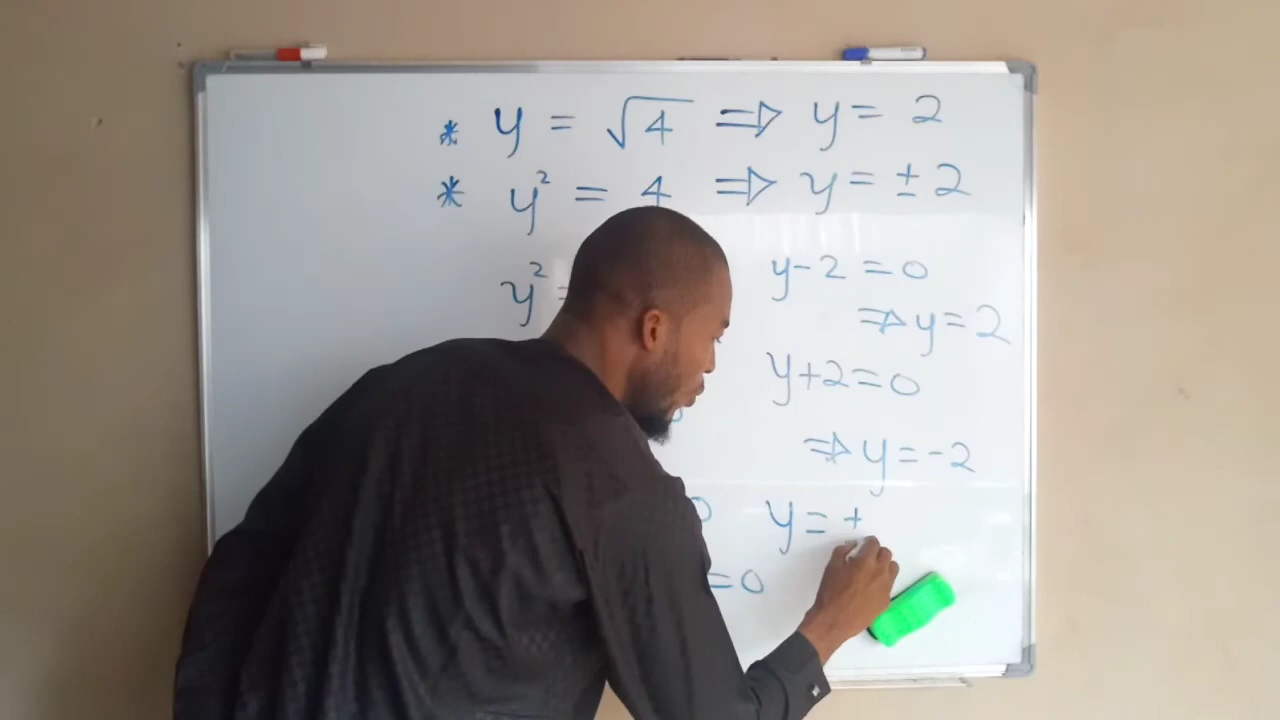 * y = √4 ⇒ y = 2
* y² = 4 ⇒ y = ± 2
y² =
y-2 = 0
⇒ y = 2
y+2 = 0
⇒ y = -2
y = ±
= 0